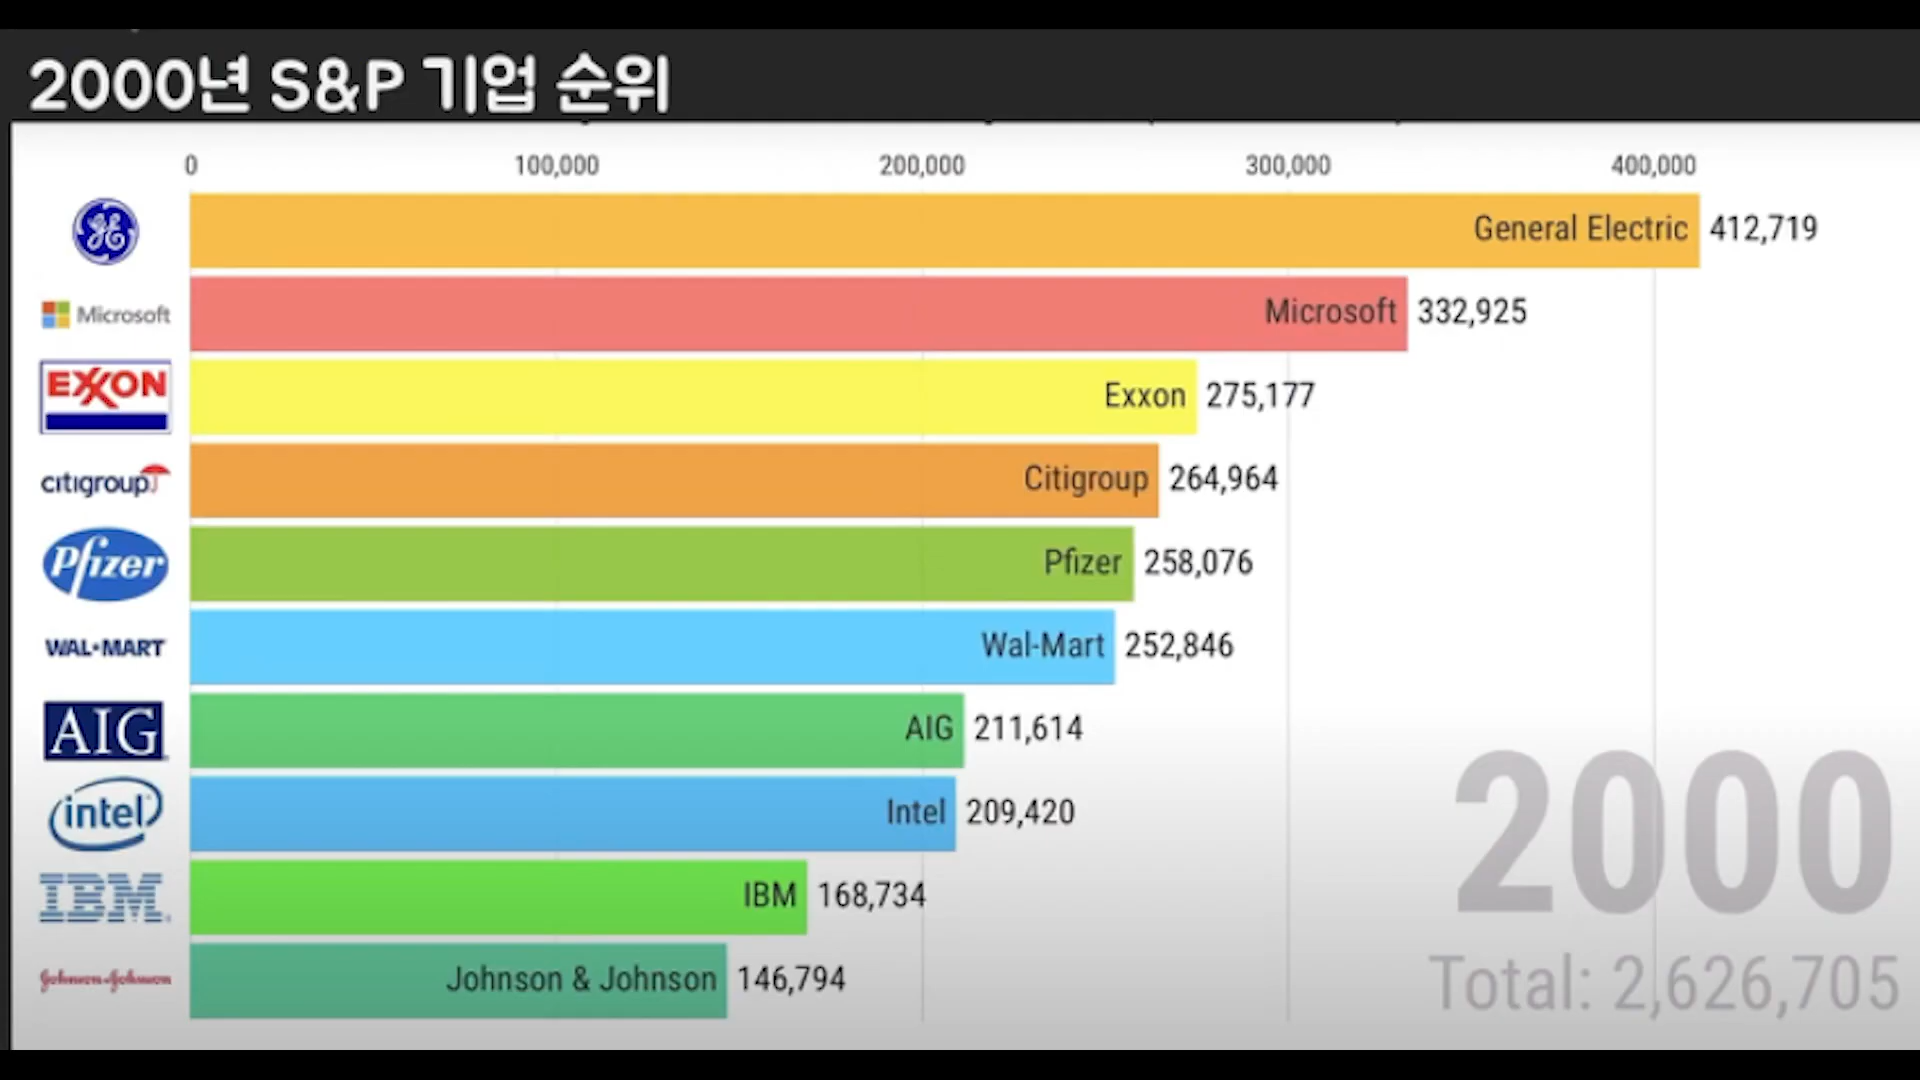 2000년 S&P 기업 순위
0 100,000 200,000 300,000 400,000
General Electric 412,719
Microsoft Microsoft 332,925
EXXON Exxon 275,177
citigroup Citigroup 264,964
Pfizer Pfizer 258,076
WAL•MART Wal-Mart 252,846
AIG AIG 211,614
intel Intel 209,420
IBM IBM 168,734
Johnson & Johnson Johnson & Johnson 146,794
2000
Total: 2,626,705